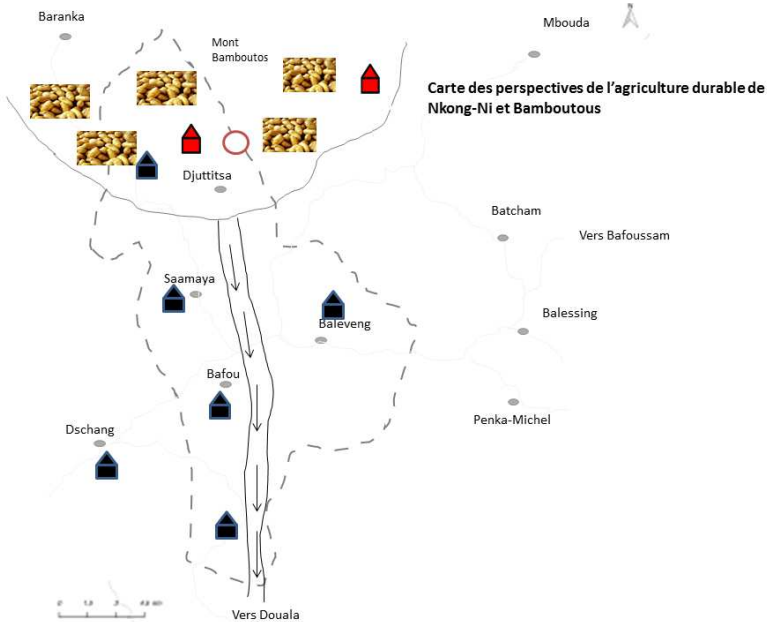 Baranka
Mbouda
Mont
Bamboutos
Carte des perspectives de l'agriculture durable de
Nkong-Ni et Bamboutous
Djuttitsa
Batcham
Vers Bafoussam
Saamaya
Balessing
Baleveng
Bafou
Penka-Michel
Dschang
Vers Douala